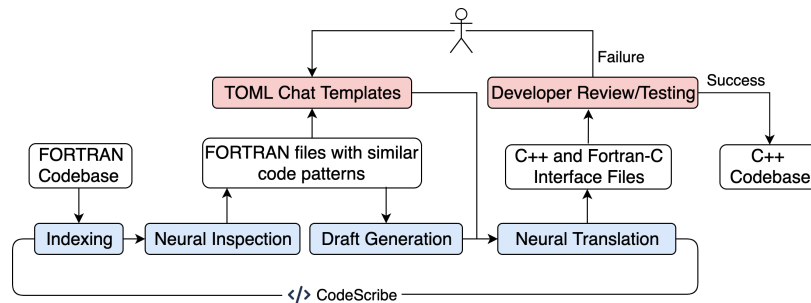 Failure
TOML Chat Templates
Developer Review/Testing
Success
FORTRAN
Codebase
FORTRAN files with similar
code patterns
C++ and Fortran-C
Interface Files
C++
Codebase
Indexing
Neural Inspection
Draft Generation
Neural Translation
</> CodeScribe